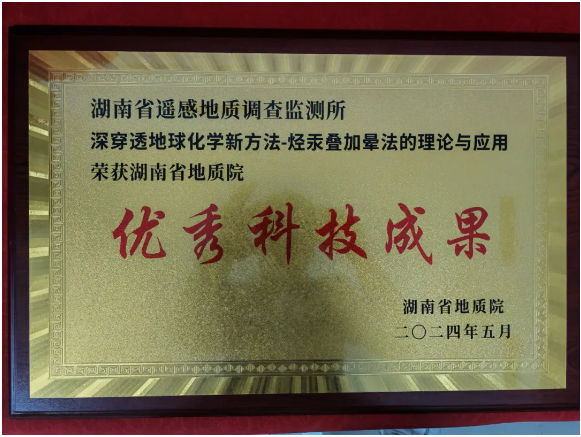 湖南省遥感地质调查监测所
深穿透地球化学新方法-烃汞叠加晕法的理论与应用
荣获湖南省地质院
优秀科技成果
湖南省地质院
二〇二四年五月